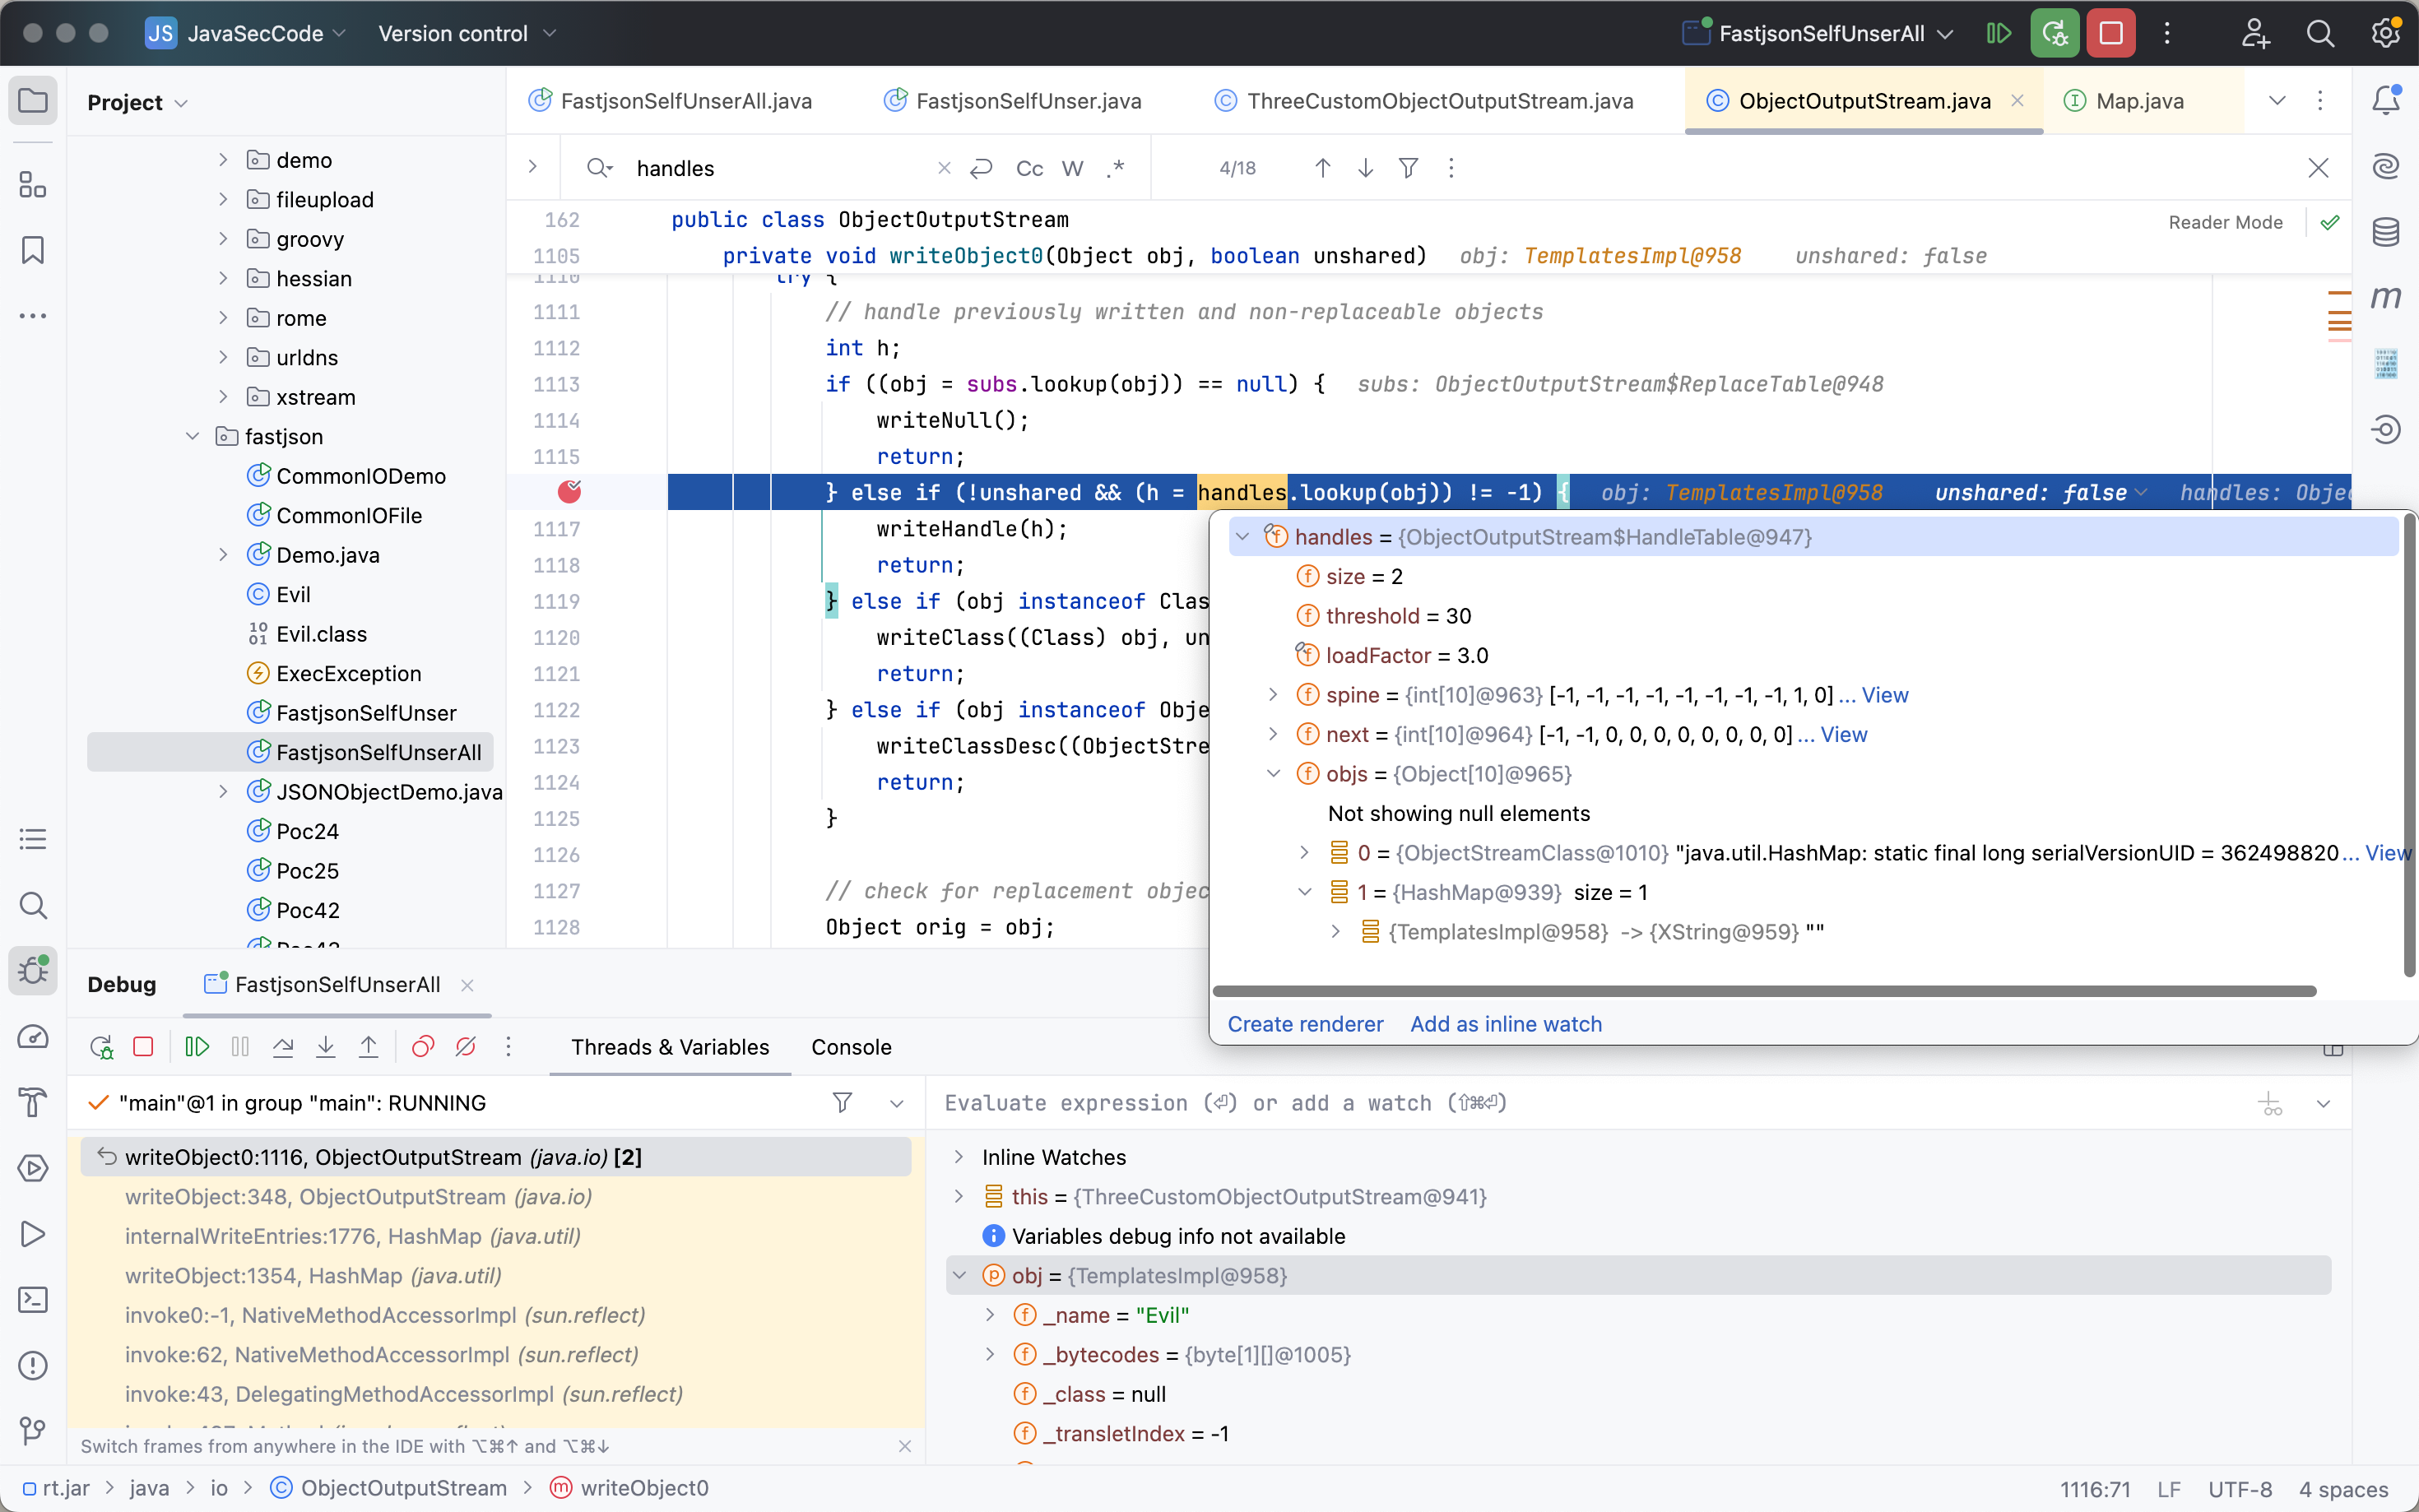 JS JavaSecCode Version control FastjsonSelfUnserAll
Project
demo
fileupload
groovy
hessian
rome
urldns
xstream
fastjson
CommonIODemo
CommonIOFile
Demo.java
Evil
Evil.class
ExecException
FastjsonSelfUnser
FastjsonSelfUnserAll
JSONObjectDemo.java
Poc24
Poc25
Poc42
FastjsonSelfUnserAll.java FastjsonSelfUnser.java ThreeCustomObjectOutputStream.java ObjectOutputStream.java Map.java
handles Cc W .* 4/18
Reader Mode
162 public class ObjectOutputStream
1105 private void writeObject0(Object obj, boolean unshared) obj: TemplatesImpl@958 unshared: false
1110 try {
1111 // handle previously written and non-replaceable objects
1112 int h;
1113 if ((obj = subs.lookup(obj)) == null) { subs: ObjectOutputStream$ReplaceTable@948
1114 writeNull();
1115 return;
} else if (!unshared && (h = handles.lookup(obj)) != -1) { obj: TemplatesImpl@958 unshared: false handles: Objec
1117 writeHandle(h);
1118 return;
1119 } else if (obj instanceof Clas
1120 writeClass((Class) obj, un
1121 return;
1122 } else if (obj instanceof Obje
1123 writeClassDesc((ObjectStre
1124 return;
1125 }
1126
1127 // check for replacement objec
1128 Object orig = obj;
handles = {ObjectOutputStream$HandleTable@947}
size = 2
threshold = 30
loadFactor = 3.0
spine = {int[10]@963} [-1, -1, -1, -1, -1, -1, -1, -1, 1, 0] ... View
next = {int[10]@964} [-1, -1, 0, 0, 0, 0, 0, 0, 0, 0] ... View
objs = {Object[10]@965}
Not showing null elements
0 = {ObjectStreamClass@1010} "java.util.HashMap: static final long serialVersionUID = 362498820... View
1 = {HashMap@939} size = 1
{TemplatesImpl@958} -> {XString@959} ""
Create renderer Add as inline watch
Debug FastjsonSelfUnserAll
Threads & Variables Console
"main"@1 in group "main": RUNNING
writeObject0:1116, ObjectOutputStream (java.io) [2]
writeObject:348, ObjectOutputStream (java.io)
internalWriteEntries:1776, HashMap (java.util)
writeObject:1354, HashMap (java.util)
invoke0:-1, NativeMethodAccessorImpl (sun.reflect)
invoke:62, NativeMethodAccessorImpl (sun.reflect)
invoke:43, DelegatingMethodAccessorImpl (sun.reflect)
Switch frames from anywhere in the IDE with ⌥⌘↑ and ⌥⌘↓
Evaluate expression (⏎) or add a watch (⇧⌘⏎)
Inline Watches
this = {ThreeCustomObjectOutputStream@941}
Variables debug info not available
obj = {TemplatesImpl@958}
_name = "Evil"
_bytecodes = {byte[1][]@1005}
_class = null
_transletIndex = -1
rt.jar > java > io > ObjectOutputStream > writeObject0
1116:71 LF UTF-8 4 spaces